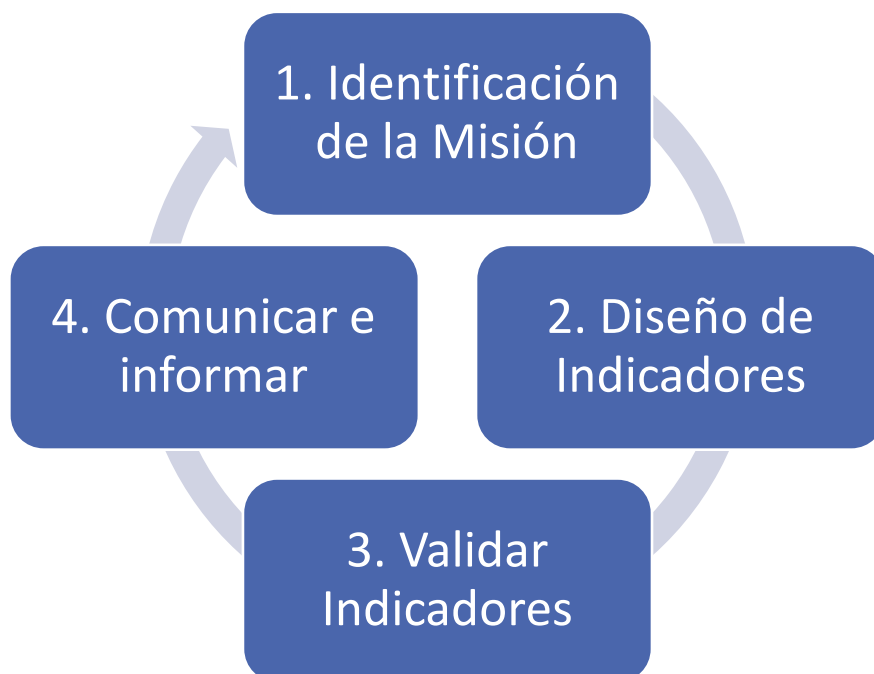 1. Identificación
de la Misión
2. Diseño de
Indicadores
3. Validar
Indicadores
4. Comunicar e
informar